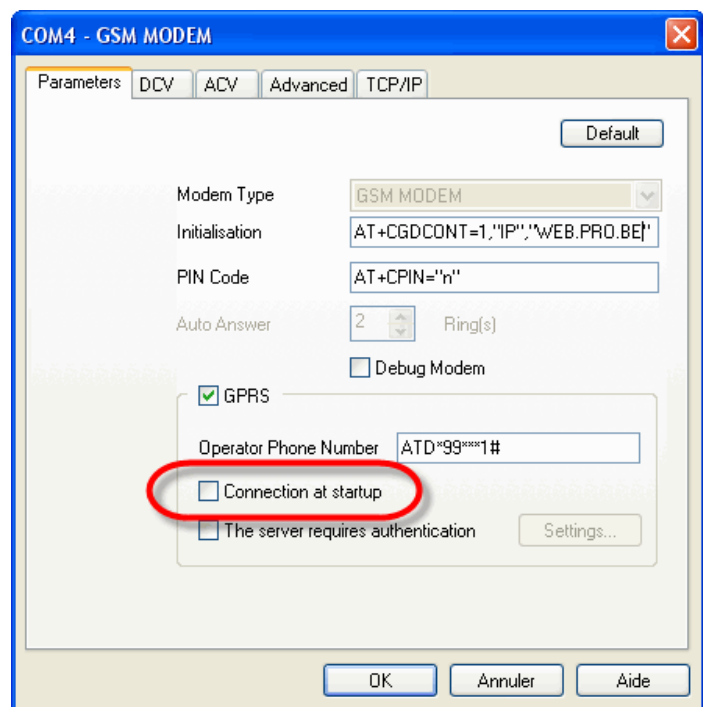 COM4 - GSM MODEM
Parameters DCV ACV Advanced TCP/IP
Default
Modem Type GSM MODEM
Initialisation AT+CGDCONT=1,"IP","WEB.PRO.BE"
PIN Code AT+CPIN="n"
Auto Answer 2 Ring(s)
Debug Modem
GPRS
Operator Phone Number ATD*99***1#
Connection at startup
The server requires authentication Settings...
OK Annuler Aide